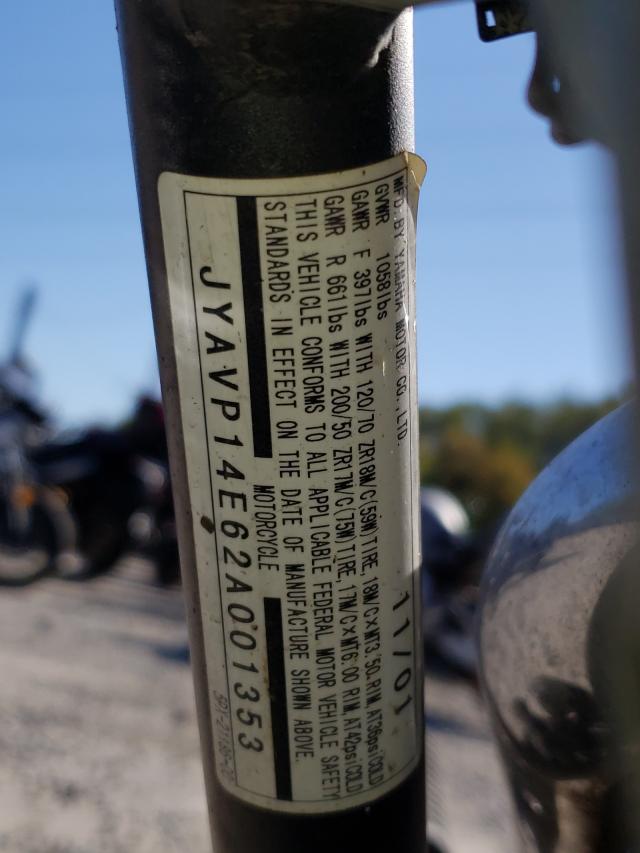 MFD BY YAMAHA MOTOR CO., LTD. 11/01
GVWR 1058lbs
GAWR F 397lbs WITH 120/70 ZR18M/C(59W)TIRE, 18M/C×MT3.50 RIM, AT36psi COLD
GAWR R 661lbs WITH 200/50 ZR17M/C(75W)TIRE, 17M/C×MT6.00 RIM, AT42psi COLD
THIS VEHICLE CONFORMS TO ALL APPLICABLE FEDERAL MOTOR VEHICLE SAFETY
STANDARDS IN EFFECT ON THE DATE OF MANUFACTURE SHOWN ABOVE.
MOTORCYCLE
JYAVP14E62A001353